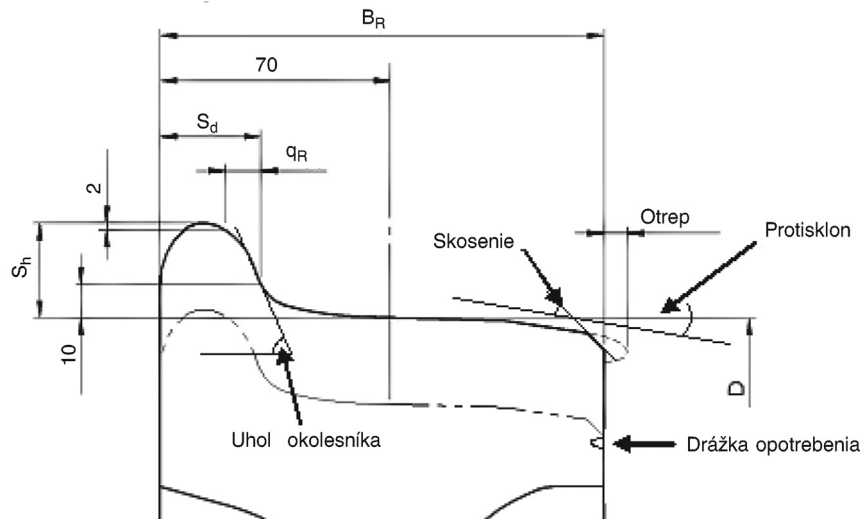 B_R
70
S_d
q_R
2
Otrep
Protisklon
Skosenie
S_h
10
D
Uhol okolesníka
Drážka opotrebenia